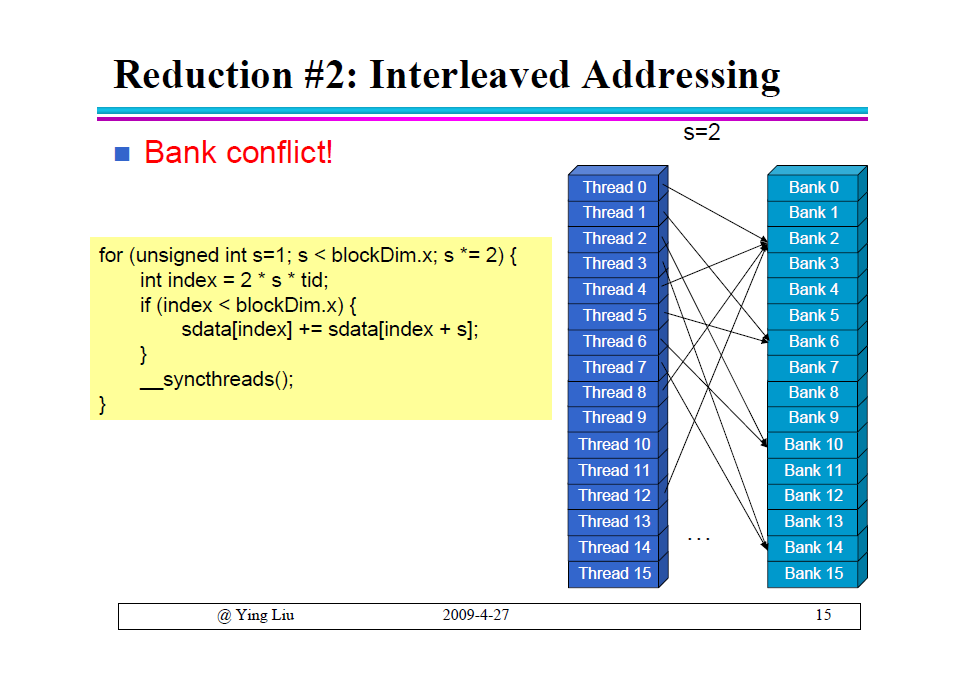 Reduction #2: Interleaved Addressing
Bank conflict!
s=2
for (unsigned int s=1; s < blockDim.x; s *= 2) {
int index = 2 * s * tid;
if (index < blockDim.x) {
sdata[index] += sdata[index + s];
}
__syncthreads();
}
Thread 0
Thread 1
Thread 2
Thread 3
Thread 4
Thread 5
Thread 6
Thread 7
Thread 8
Thread 9
Thread 10
Thread 11
Thread 12
Thread 13
Thread 14
Thread 15
...
Bank 0
Bank 1
Bank 2
Bank 3
Bank 4
Bank 5
Bank 6
Bank 7
Bank 8
Bank 9
Bank 10
Bank 11
Bank 12
Bank 13
Bank 14
Bank 15
@ Ying Liu 2009-4-27 15